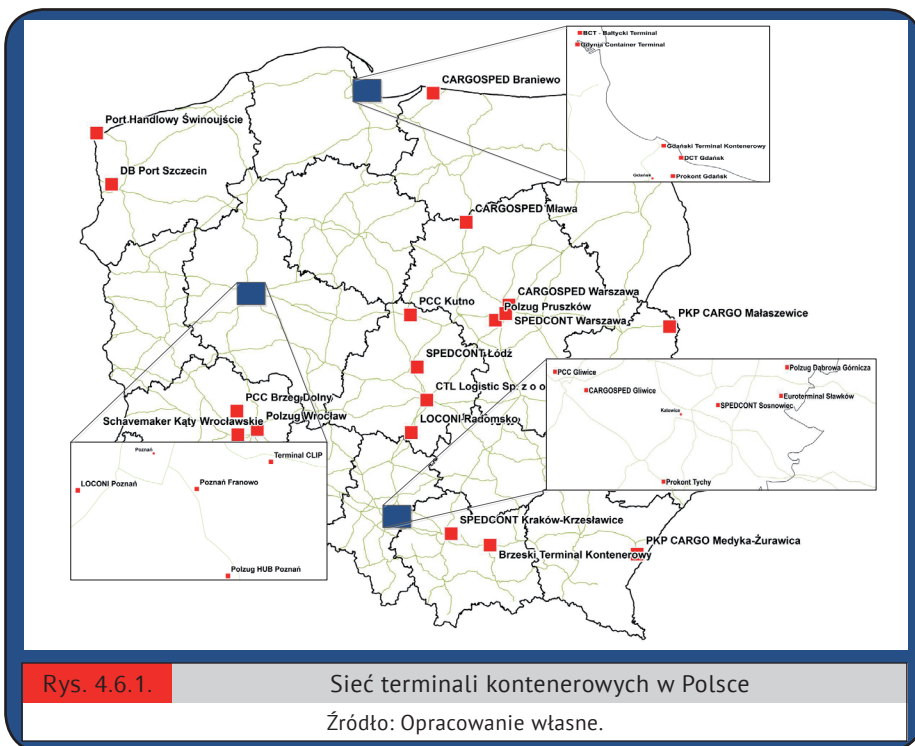 BCT - Bałtycki Terminal
Gdynia Container Terminal
CARGOSPED Braniewo
Port Handlowy Świnoujście
Gdański Terminal Kontenerowy
DCT Gdańsk
DB Port Szczecin
Gdańsk
Prokont Gdańsk
CARGOSPED Mława
CARGOSPED Warszawa
PCC Kutno
Polzug Pruszków
SPEDCONT Warszawa
PKP CARGO Małaszewice
SPEDCONT Łódź
PCC Gliwice
Polzug Dąbrowa Górnicza
CTL Logistic Sp. z o o
CARGOSPED Gliwice
Euroterminal Sławków
PCC Brzeg Dolny
SPEDCONT Sosnowiec
Katowice
Polzug Wrocław
Schavemaker Kąty Wrocławskie
LOCONI Radomsko
Poznań
Terminal CLIP
LOCONI Poznań
Poznań Franowo
Prokont Tychy
SPEDCONT Kraków-Krzesławice
PKP CARGO Medyka-Żurawica
Brzeski Terminal Kontenerowy
Polzug HUB Poznań
Rys. 4.6.1.
Sieć terminali kontenerowych w Polsce
Źródło: Opracowanie własne.